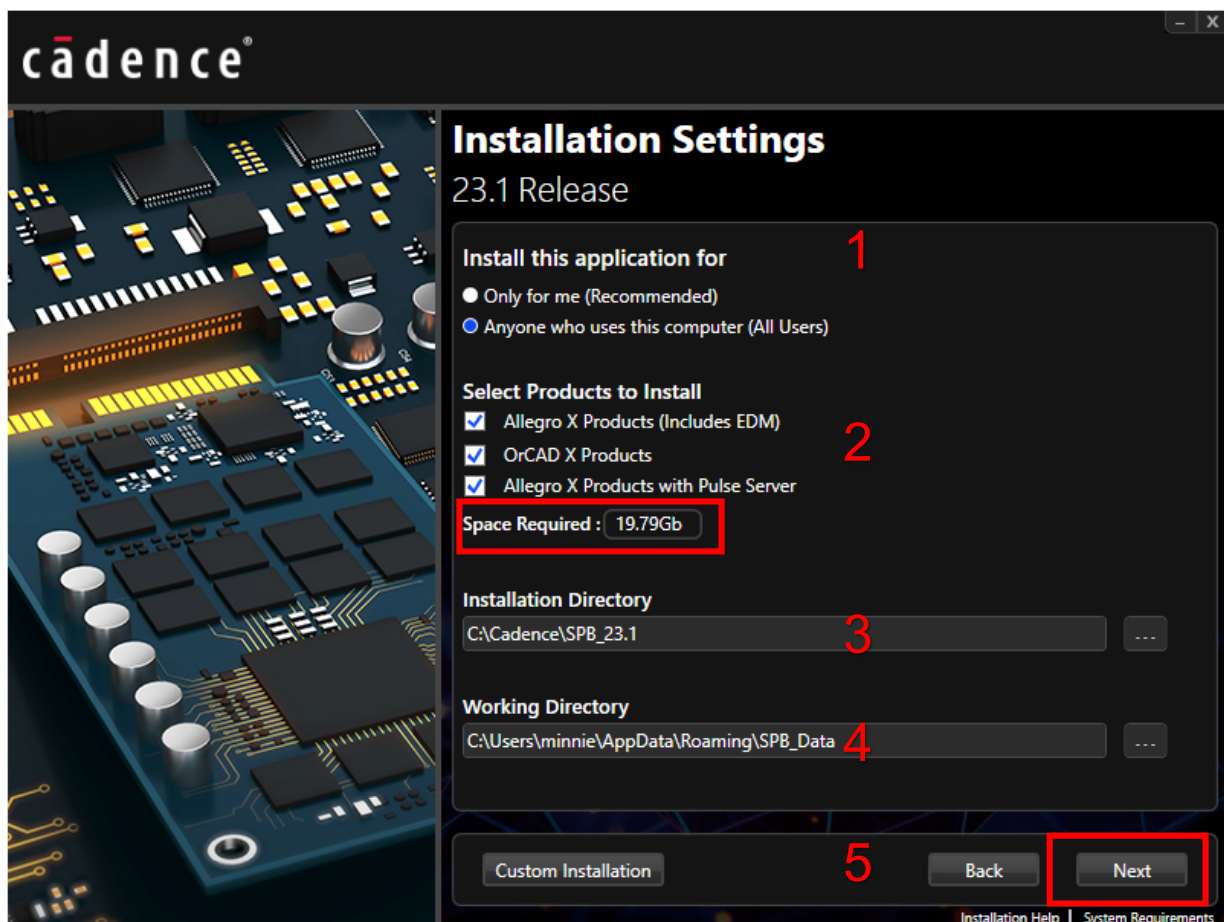 – X
cādence®
Installation Settings
23.1 Release
1
Install this application for
Only for me (Recommended)
Anyone who uses this computer (All Users)
Select Products to Install
Allegro X Products (Includes EDM)
2
OrCAD X Products
Allegro X Products with Pulse Server
Space Required : 19.79Gb
Installation Directory
C:\Cadence\SPB_23.1 3 ...
Working Directory
C:\Users\minnie\AppData\Roaming\SPB_Data 4 ...
Custom Installation 5 Back Next
Installation Help | System Requirements